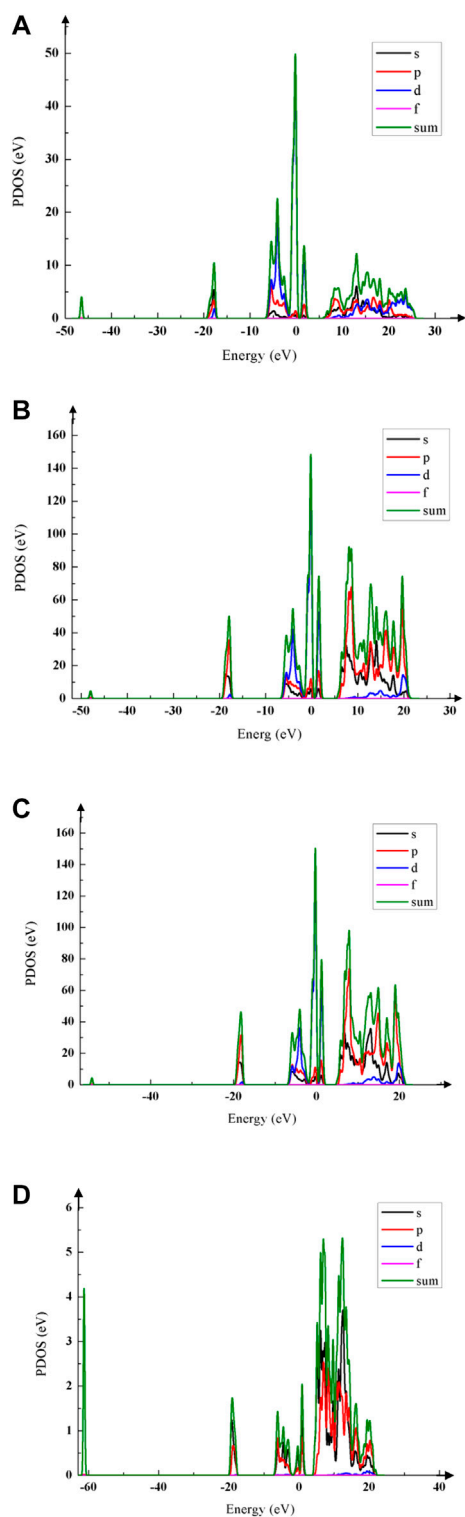 A
PDOS (eV)
50
40
30
20
10
0
s
p
d
f
sum
-50 -40 -30 -20 -10 0 10 20 30
Energy (eV)
B
PDOS (eV)
160
140
120
100
80
60
40
20
0
s
p
d
f
sum
-50 -40 -30 -20 -10 0 10 20 30
Energ (eV)
C
PDOS (eV)
160
140
120
100
80
60
40
20
0
s
p
d
f
sum
-40 -20 0 20
Energy (eV)
D
PDOS (eV)
6
5
4
3
2
1
0
s
p
d
f
sum
-60 -40 -20 0 20 40
Energy (eV)